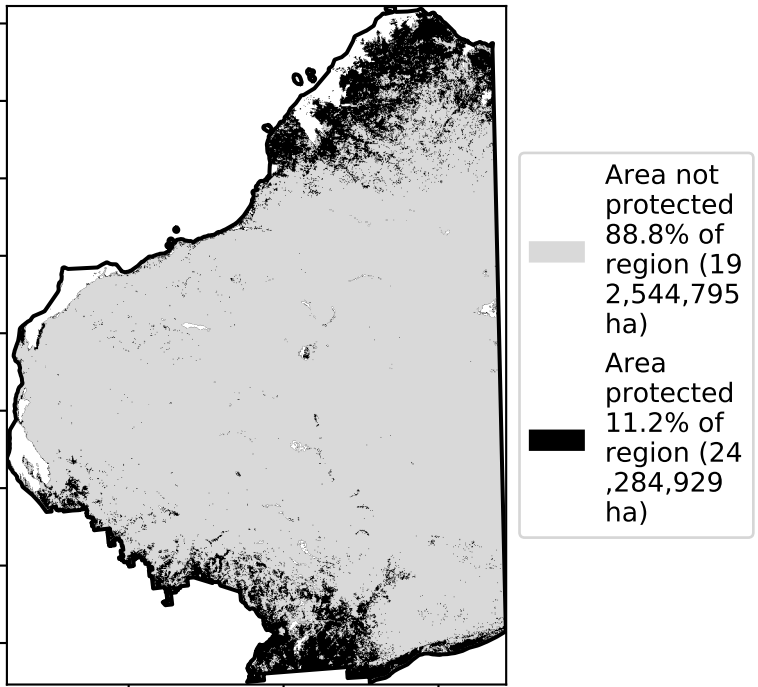 Area not
protected
88.8% of
region (19
2,544,795
ha)
Area
protected
11.2% of
region (24
,284,929
ha)